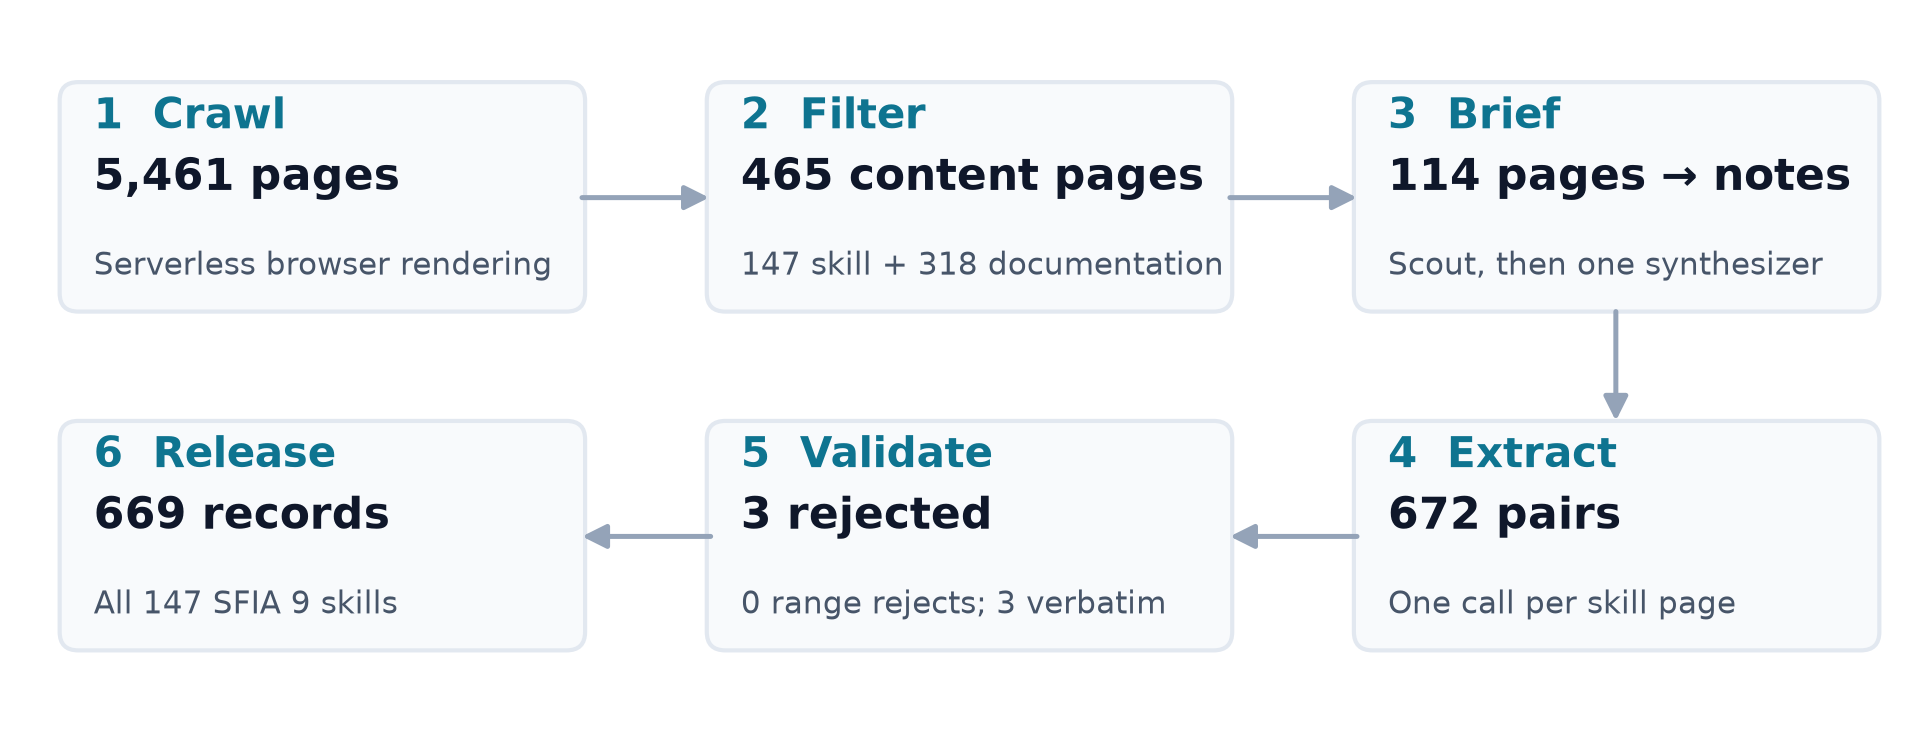 1 Crawl
5,461 pages
Serverless browser rendering
2 Filter
465 content pages
147 skill + 318 documentation
3 Brief
114 pages → notes
Scout, then one synthesizer
4 Extract
672 pairs
One call per skill page
5 Validate
3 rejected
0 range rejects; 3 verbatim
6 Release
669 records
All 147 SFIA 9 skills